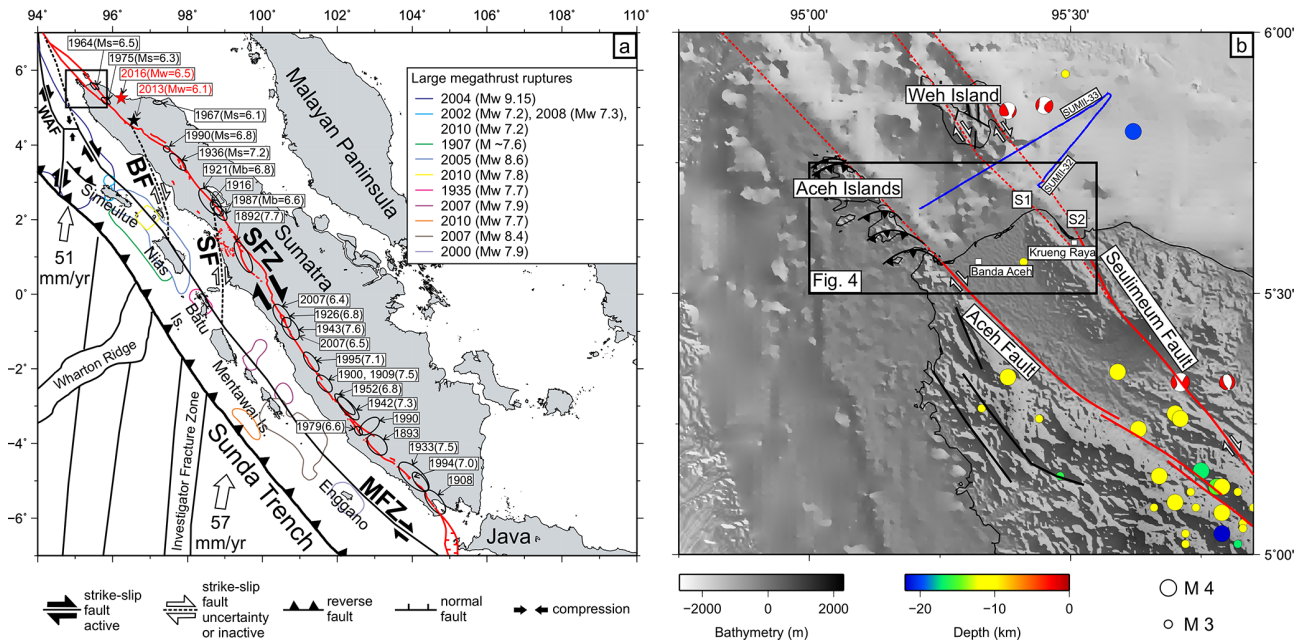 94 96 98 100 102 104 106 108 110
6
4
2
0
−2
−4
−6
a
1964(Ms=6.5)
1975(Ms=6.3)
2016(Mw=6.5)
2013(Mw=6.1)
1967(Ms=6.1)
1990(Ms=6.8)
1936(Ms=7.2)
1921(Mb=6.8)
1916
1987(Mb=6.6)
1892(7.7)
2007(6.4)
1926(6.8)
1943(7.6)
2007(6.5)
1995(7.1)
1900, 1909(7.5)
1952(6.8)
1942(7.3)
1979(6.6)
1990
1893
1933(7.5)
1994(7.0)
1908
Large megathrust ruptures
2004 (Mw 9.15)
2002 (Mw 7.2), 2008 (Mw 7.3),
2010 (Mw 7.2)
1907 (M ~7.6)
2005 (Mw 8.6)
2010 (Mw 7.8)
1935 (Mw 7.7)
2007 (Mw 7.9)
2010 (Mw 7.7)
2007 (Mw 8.4)
2000 (Mw 7.9)
WAF
BF
SF
SFZ
MFZ
Malayan Peninsula
Sumatra
Simeulue
Nias
Batu
Is.
Mentawai Is.
Enggano
Java
51
mm/yr
57
mm/yr
Wharton Ridge
Investigator Fracture Zone
Sunda Trench
strike-slip
fault
active
strike-slip
fault
uncertainty
or inactive
reverse
fault
normal
fault
compression
95°00'
95°30'
6°00'
5°30'
5°00'
b
Weh Island
SUMII-33
SUMII-32
Aceh Islands
S1
S2
Krueng Raya
Banda Aceh
Fig. 4
Aceh Fault
Seulimeum Fault
−2000 0 2000
Bathymetry (m)
−20 −10 0
Depth (km)
M 4
M 3